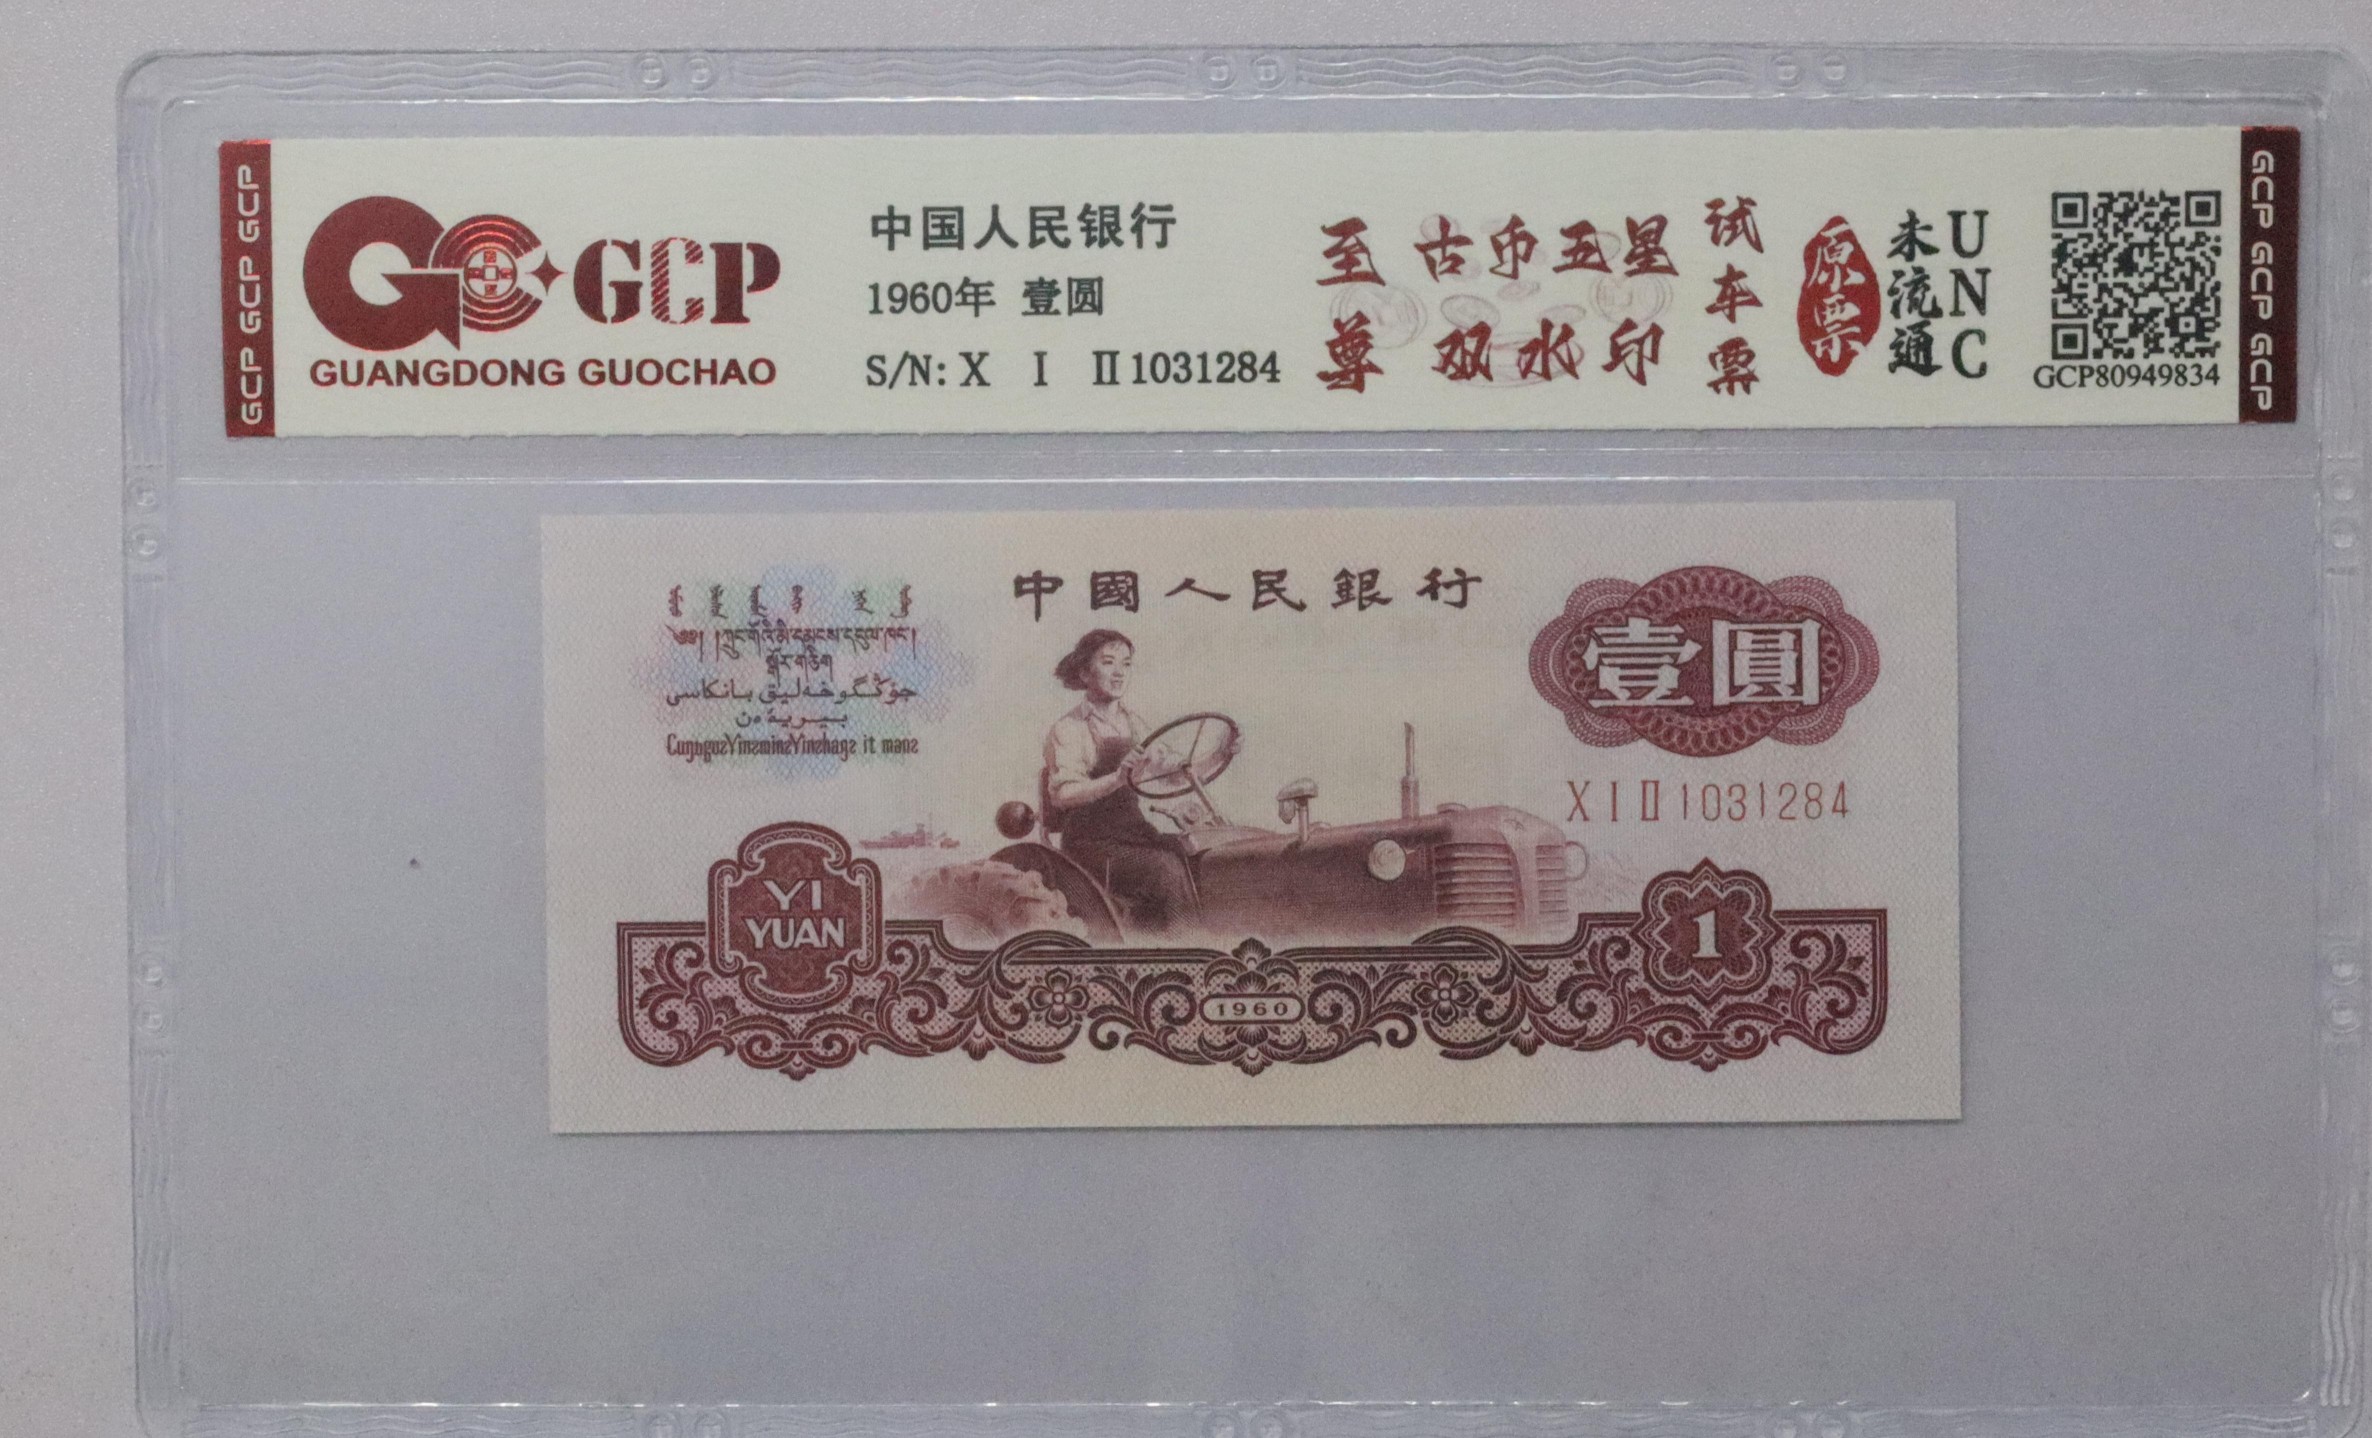 GCP GCP GCP
GCP
GUANGDONG GUOCHAO
中国人民银行
1960年 壹圆
S/N: X I II 1031284
至尊
古币五星
双水印
试车票
原票
未流通
UNC
GCP80949834
GCP GCP GCP
中國人民銀行
壹圓
XIII1031284
YI
YUAN
1
1960